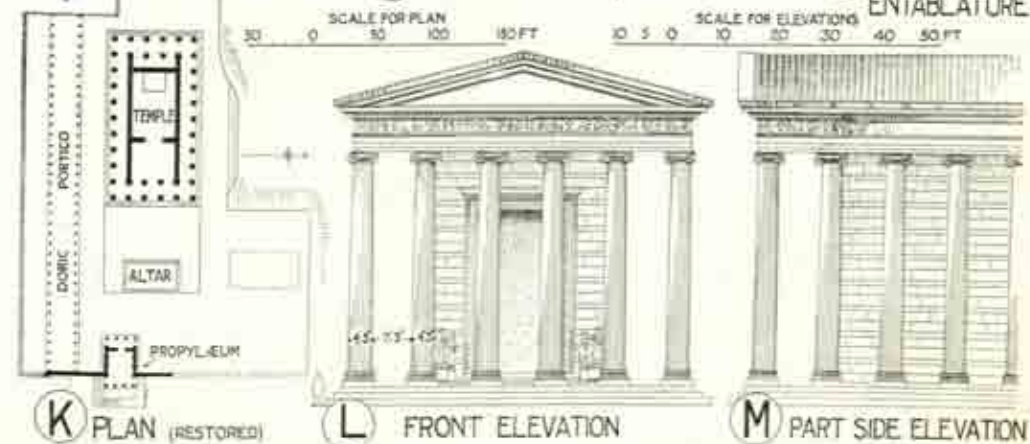 ENTABLATURE
SCALE FOR PLAN
SCALE FOR ELEVATIONS
50 0 50 100 150 FT
10 5 0 10 20 30 40 50 FT
TEMPLE
PORTICO
DORIC
ALTAR
PROPYLÆUM
K PLAN (RESTORED)
L FRONT ELEVATION
M PART SIDE ELEVATION